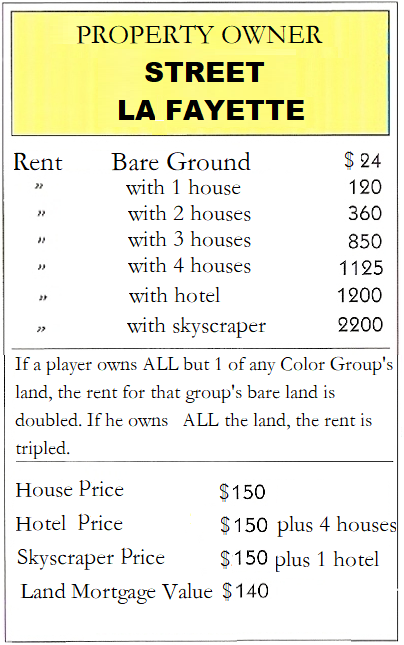 PROPERTY OWNER
STREET
LA FAYETTE
Rent Bare Ground $ 24
" with 1 house 120
" with 2 houses 360
" with 3 houses 850
" with 4 houses 1125
" with hotel 1200
" with skyscraper 2200
If a player owns ALL but 1 of any Color Group's
land, the rent for that group's bare land is
doubled. If he owns ALL the land, the rent is
tripled.
House Price $150
Hotel Price $150 plus 4 houses
Skyscraper Price $150 plus 1 hotel
Land Mortgage Value $140